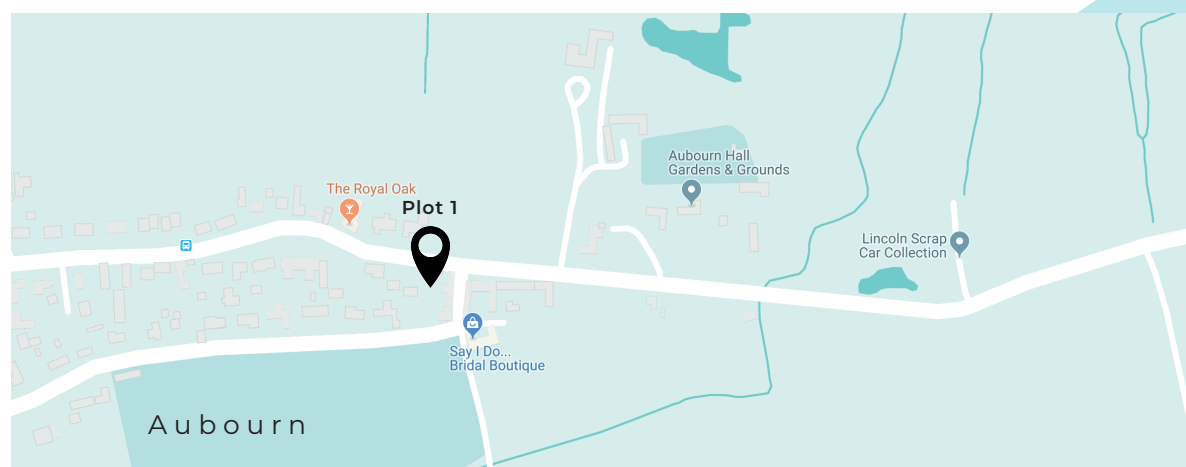 Aubourn Hall
Gardens & Grounds
The Royal Oak
Plot 1
Lincoln Scrap
Car Collection
Say I Do...
Bridal Boutique
Aubourn